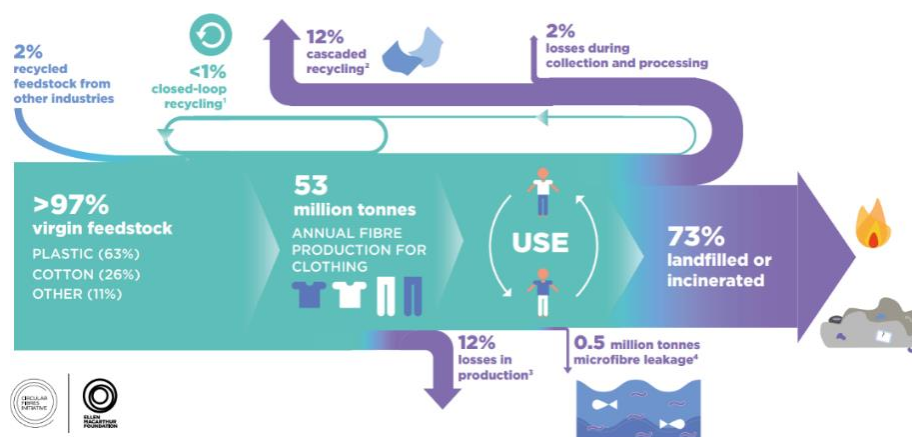 2%
recycled
feedstock from
other industries
<1%
closed-loop
recycling¹
12%
cascaded
recycling²
2%
losses during
collection and processing
>97%
virgin feedstock
PLASTIC (63%)
COTTON (26%)
OTHER (11%)
53
million tonnes
ANNUAL FIBRE
PRODUCTION FOR
CLOTHING
USE
73%
landfilled or
incinerated
12%
losses in
production³
0.5 million tonnes
microfibre leakage⁴
CIRCULAR
FIBRES
INITIATIVE
ELLEN
MACARTHUR
FOUNDATION